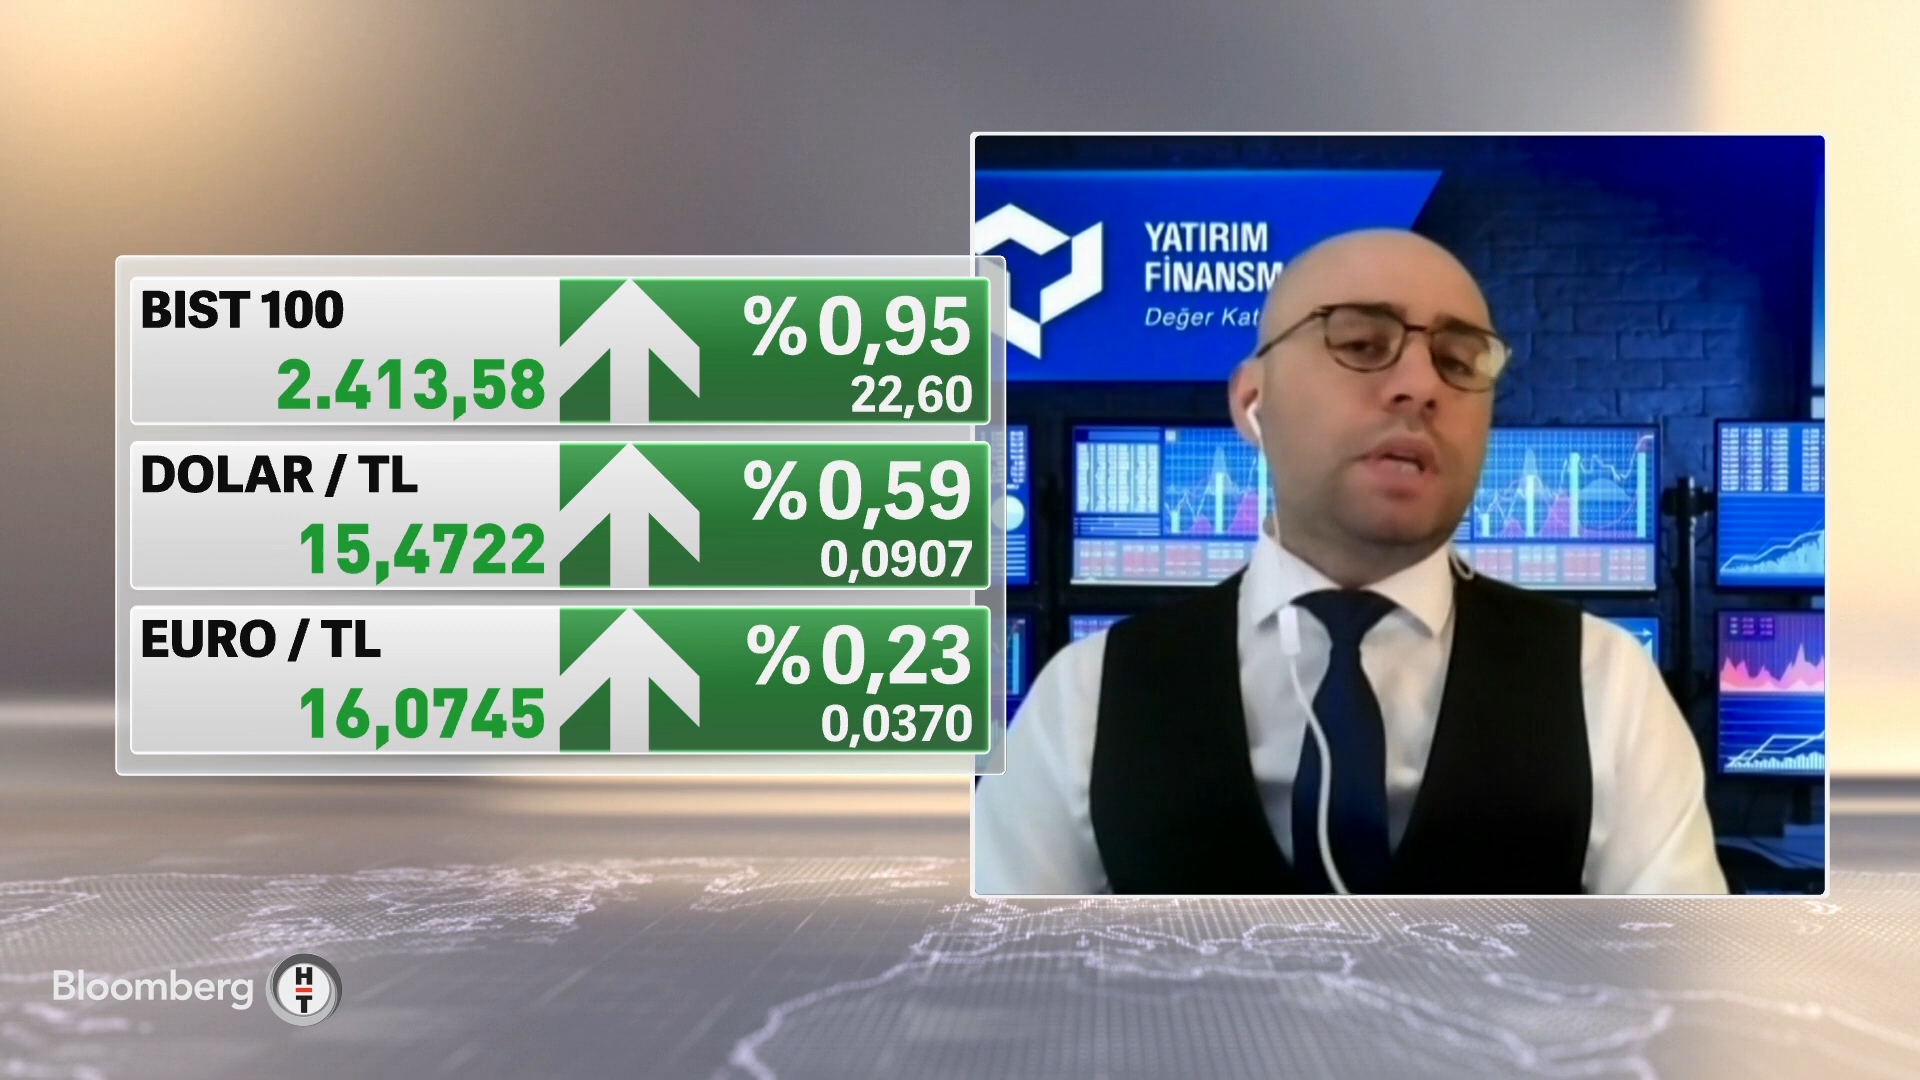 BIST 100
2.413,58
%0,95
22,60
DOLAR / TL
15,4722
%0,59
0,0907
EURO / TL
16,0745
%0,23
0,0370
YATIRIM
FİNANSM
Değer Kat
Bloomberg HT